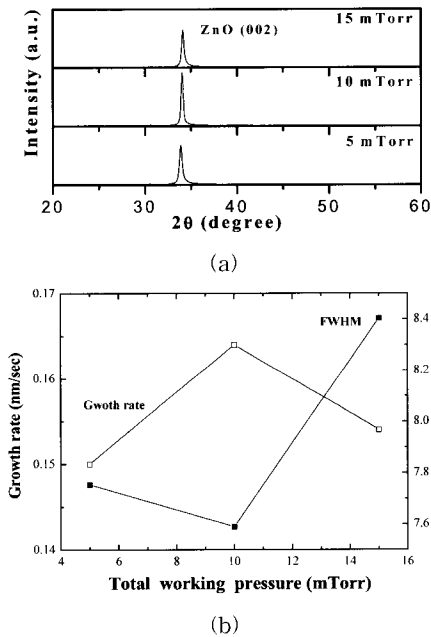 15 mTorr
ZnO (002)
10 mTorr
5 mTorr
Intensity (a.u.)
20 30 40 50 60
2θ (degree)
(a)
0.17
0.16
0.15
0.14
Growth rate (nm/sec)
Gwoth rate
FWHM
8.4
8.2
8.0
7.8
7.6
4 6 8 10 12 14 16
Total working pressure (mTorr)
(b)